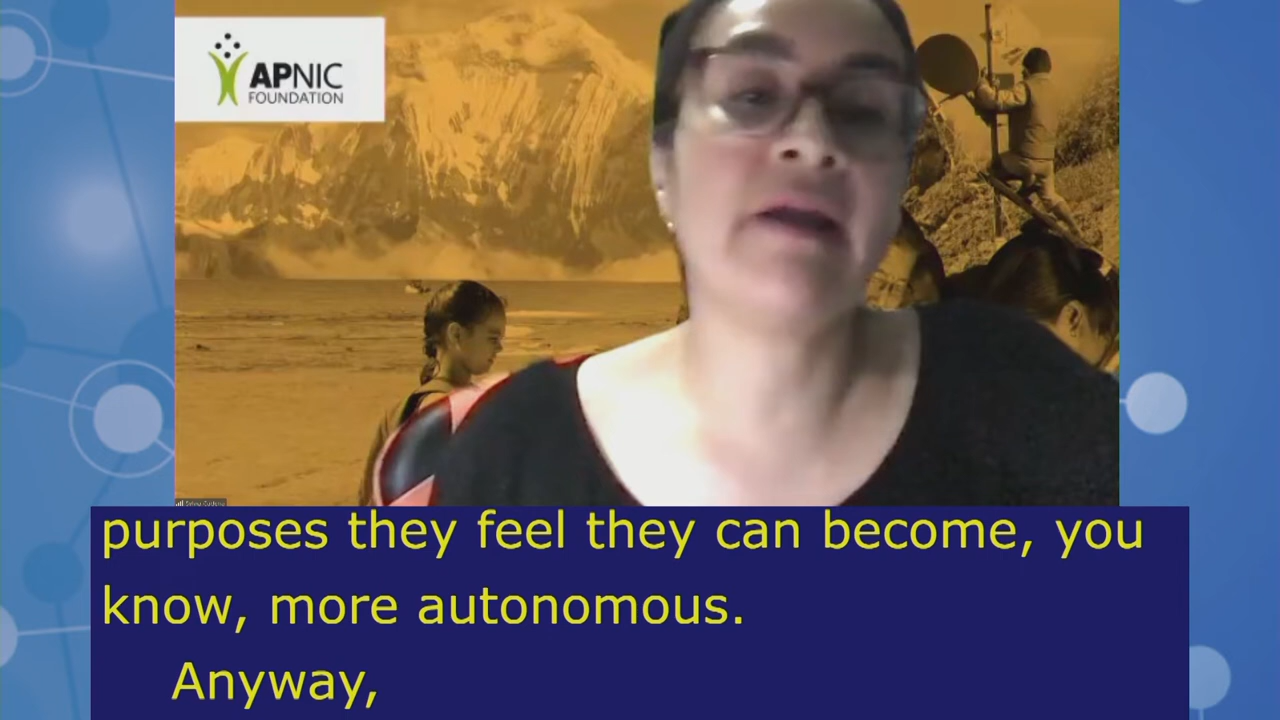 APNIC
FOUNDATION
purposes they feel they can become, you
know, more autonomous.
Anyway,